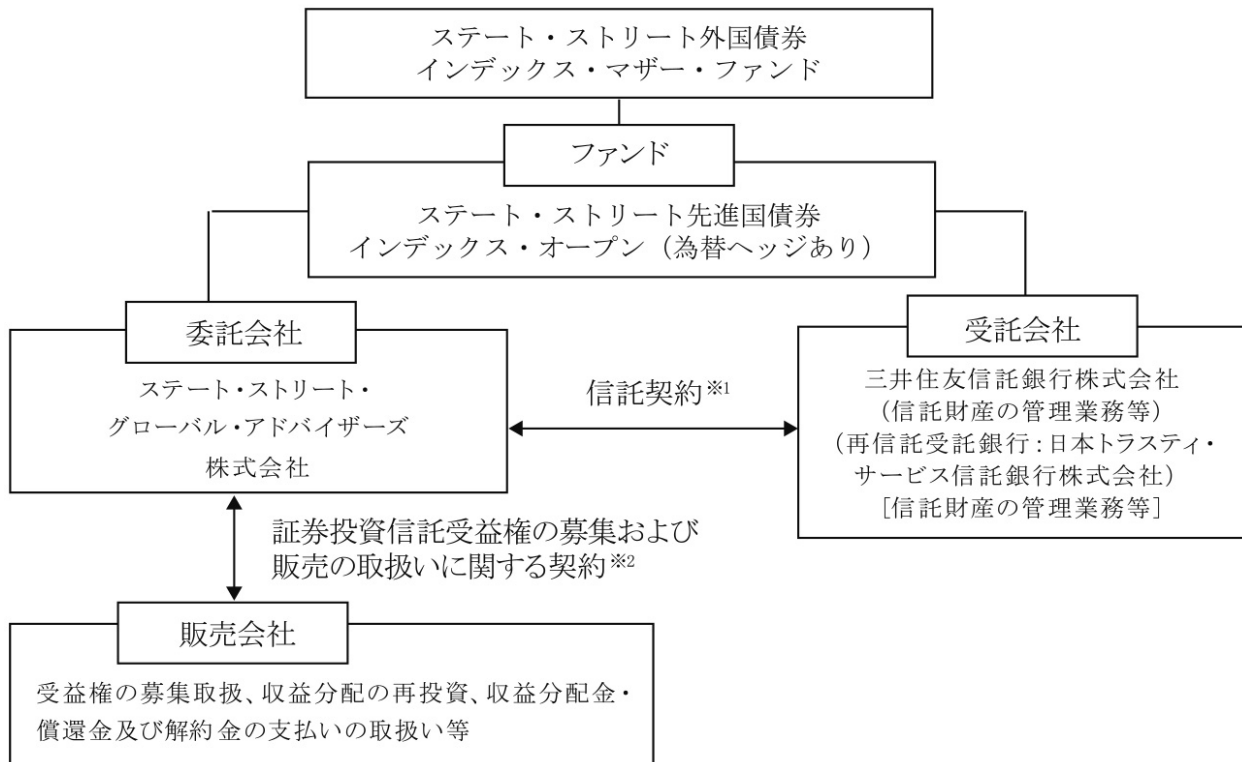 ステート・ストリート外国債券
インデックス・マザー・ファンド
ファンド
ステート・ストリート先進国債券
インデックス・オープン（為替ヘッジあり）
委託会社
ステート・ストリート・
グローバル・アドバイザーズ
株式会社
信託契約※1
受託会社
三井住友信託銀行株式会社
(信託財産の管理業務等)
(再信託受託銀行：日本トラスティ・
サービス信託銀行株式会社)
[信託財産の管理業務等]
証券投資信託受益権の募集および
販売の取扱いに関する契約※2
販売会社
受益権の募集取扱、収益分配の再投資、収益分配金・
償還金及び解約金の支払いの取扱い等